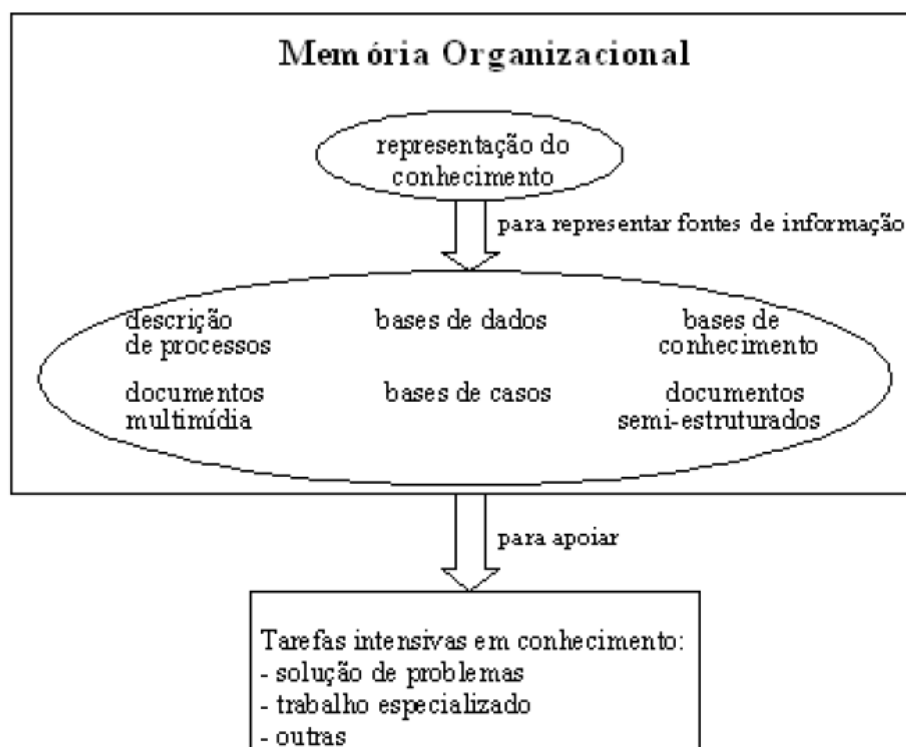 Memória Organizacional
representação do
conhecimento
para representar fontes de informação
descrição
de processos
bases de dados
bases de
conhecimento
documentos
multimídia
bases de casos
documentos
semi-estruturados
para apoiar
Tarefas intensivas em conhecimento:
- solução de problemas
- trabalho especializado
- outras